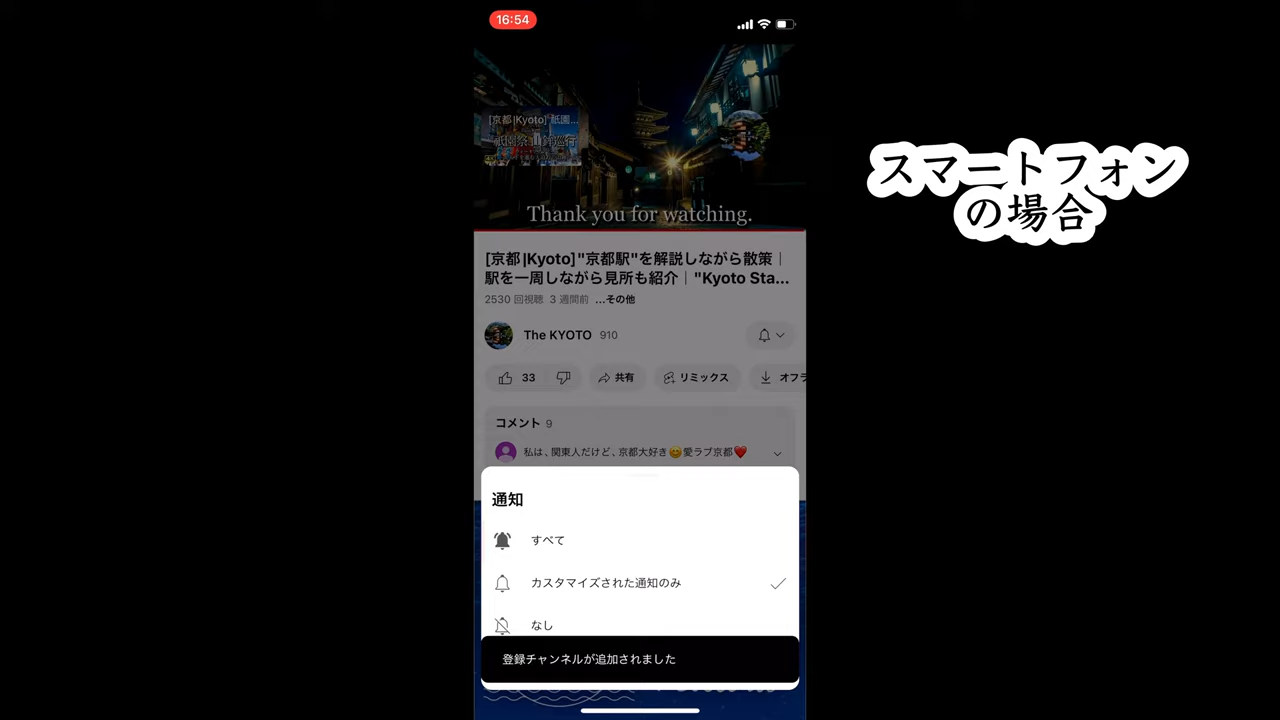 16:54
[京都|Kyoto] 祇園...
祇園祭
巡行
Thank you for watching.
スマートフォン
の場合
[京都|Kyoto]"京都駅"を解説しながら散策｜
駅を一周しながら見所も紹介｜"Kyoto Sta...
2530 回視聴 3 週間前 ...その他
The KYOTO 910
33 共有 リミックス オフラ
コメント 9
私は、関東人だけど、京都大好き😊愛ラブ京都❤️
通知
すべて
カスタマイズされた通知のみ
なし
登録チャンネルが追加されました